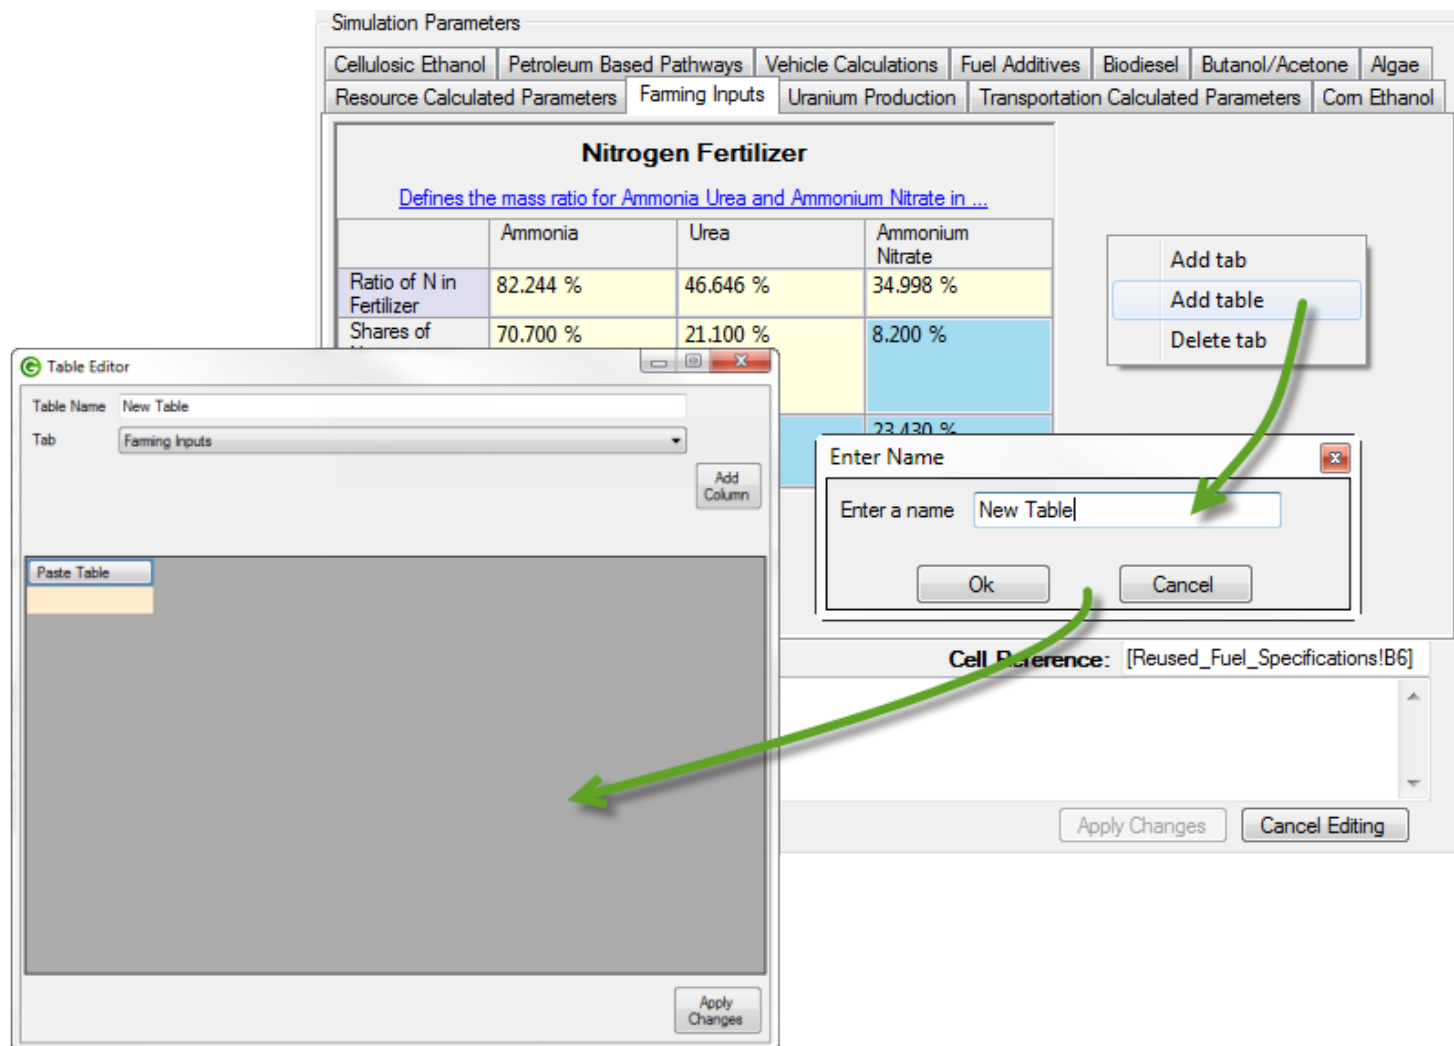 Simulation Parameters
Cellulosic Ethanol Petroleum Based Pathways Vehicle Calculations Fuel Additives Biodiesel Butanol/Acetone Algae
Resource Calculated Parameters Farming Inputs Uranium Production Transportation Calculated Parameters Corn Ethanol
Nitrogen Fertilizer
Defines the mass ratio for Ammonia Urea and Ammonium Nitrate in ...
Ammonia Urea Ammonium
Nitrate
Ratio of N in
Fertilizer
82.244 % 46.646 % 34.998 %
Shares of
70.700 % 21.100 % 8.200 %
23.430 %
Add tab
Add table
Delete tab
Table Editor
Table Name New Table
Tab Farming Inputs
Add
Column
Paste Table
Apply
Changes
Enter Name
Enter a name New Table
Ok Cancel
Cell Reference: [Reused_Fuel_Specifications!B6]
Apply Changes Cancel Editing